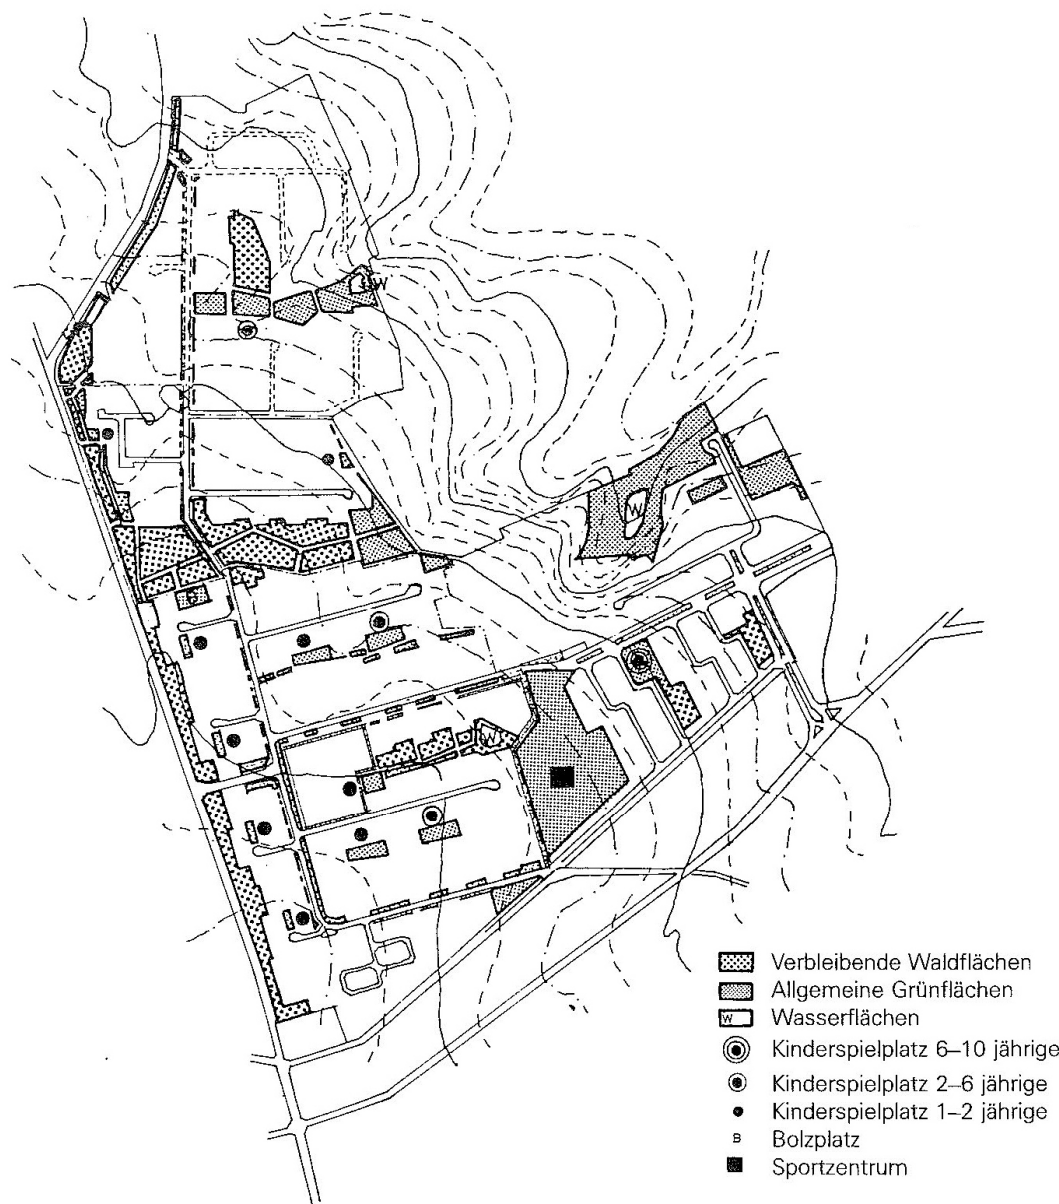 W
W
B
W
Verbleibende Waldflächen
Allgemeine Grünflächen
W Wasserflächen
Kinderspielplatz 6–10 jährige
Kinderspielplatz 2–6 jährige
Kinderspielplatz 1–2 jährige
B Bolzplatz
Sportzentrum